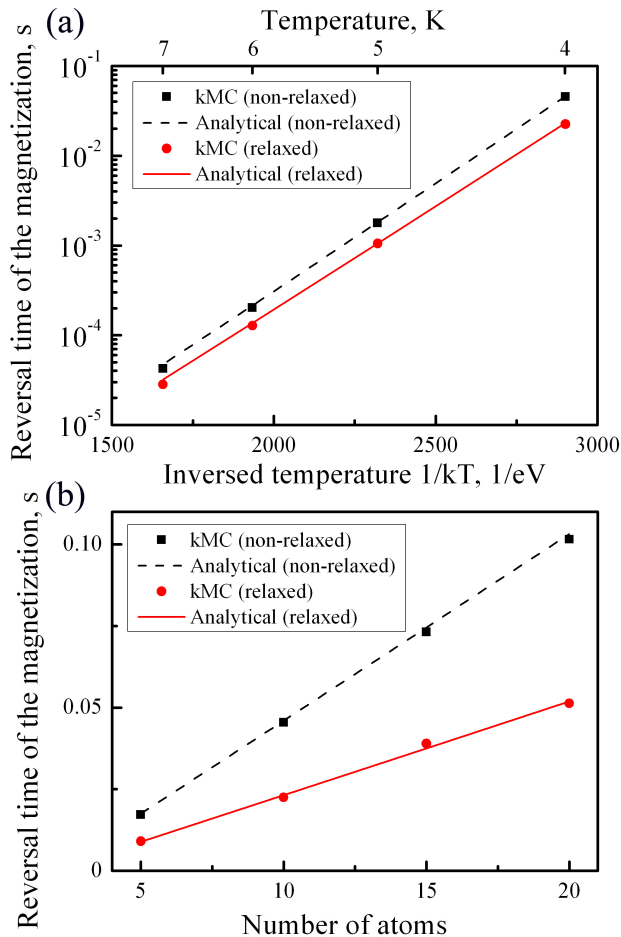 (a)
Temperature, K
7 6 5 4
Reversal time of the magnetization, s
10^-1
10^-2
10^-3
10^-4
10^-5
kMC (non-relaxed)
Analytical (non-relaxed)
kMC (relaxed)
Analytical (relaxed)
1500 2000 2500 3000
Inversed temperature 1/kT, 1/eV
(b)
Reversal time of the magnetization, s
0.10
0.05
0
kMC (non-relaxed)
Analytical (non-relaxed)
kMC (relaxed)
Analytical (relaxed)
5 10 15 20
Number of atoms